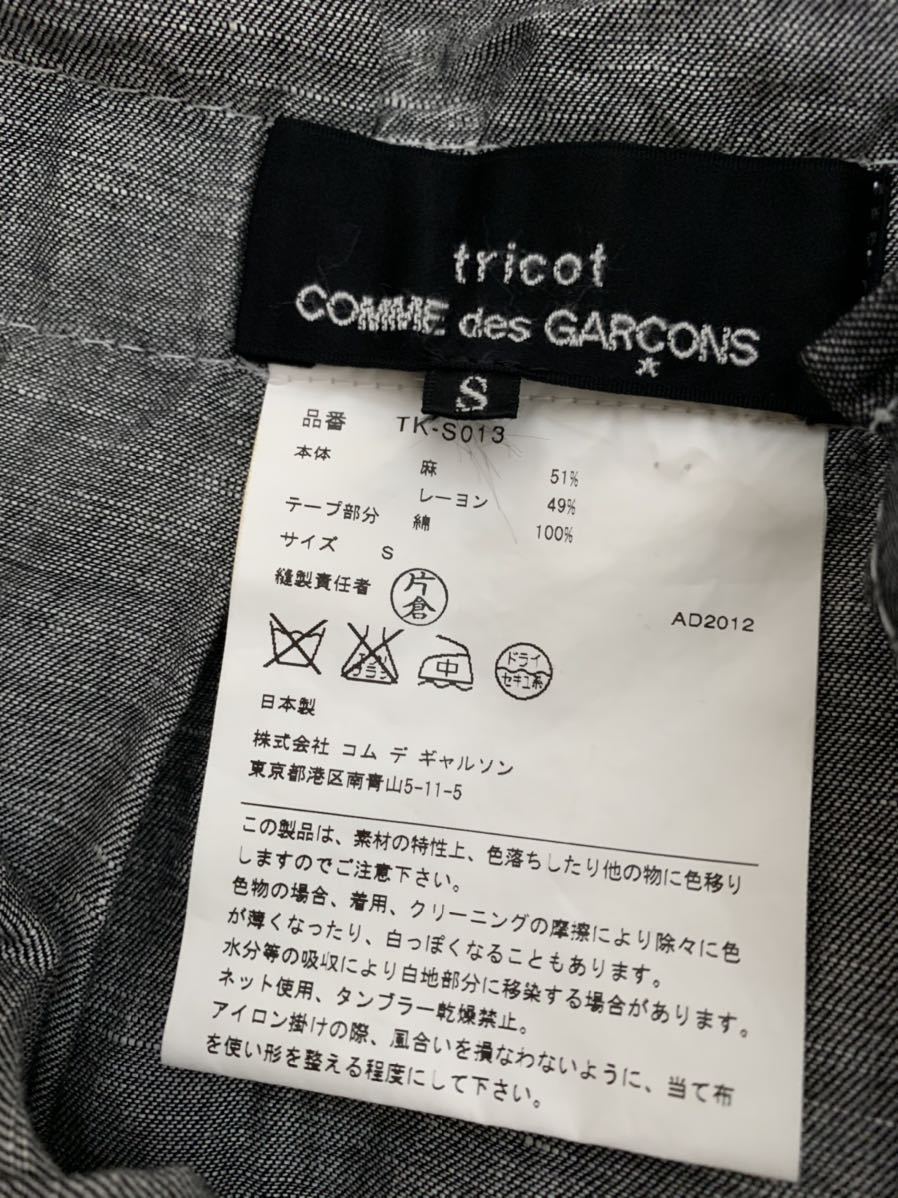 tricot
COMME des GARÇONS
S
品番 TK-S013
本体 麻 51%
レーヨン 49%
テープ部分 綿 100%
サイズ S
縫製責任者 片倉
AD2012
エンソ
サラシ
中
ドライ
セキユ系
日本製
株式会社 コム デ ギャルソン
東京都港区南青山5-11-5
この製品は、素材の特性上、色落ちしたり他の物に色移り
しますのでご注意下さい。
色物の場合、着用、クリーニングの摩擦により除々に色
が薄くなったり、白っぽくなることもあります。
水分等の吸収により白地部分に移染する場合があります。
ネット使用、タンブラー乾燥禁止。
アイロン掛けの際、風合いを損なわないように、当て布
を使い形を整える程度にして下さい。